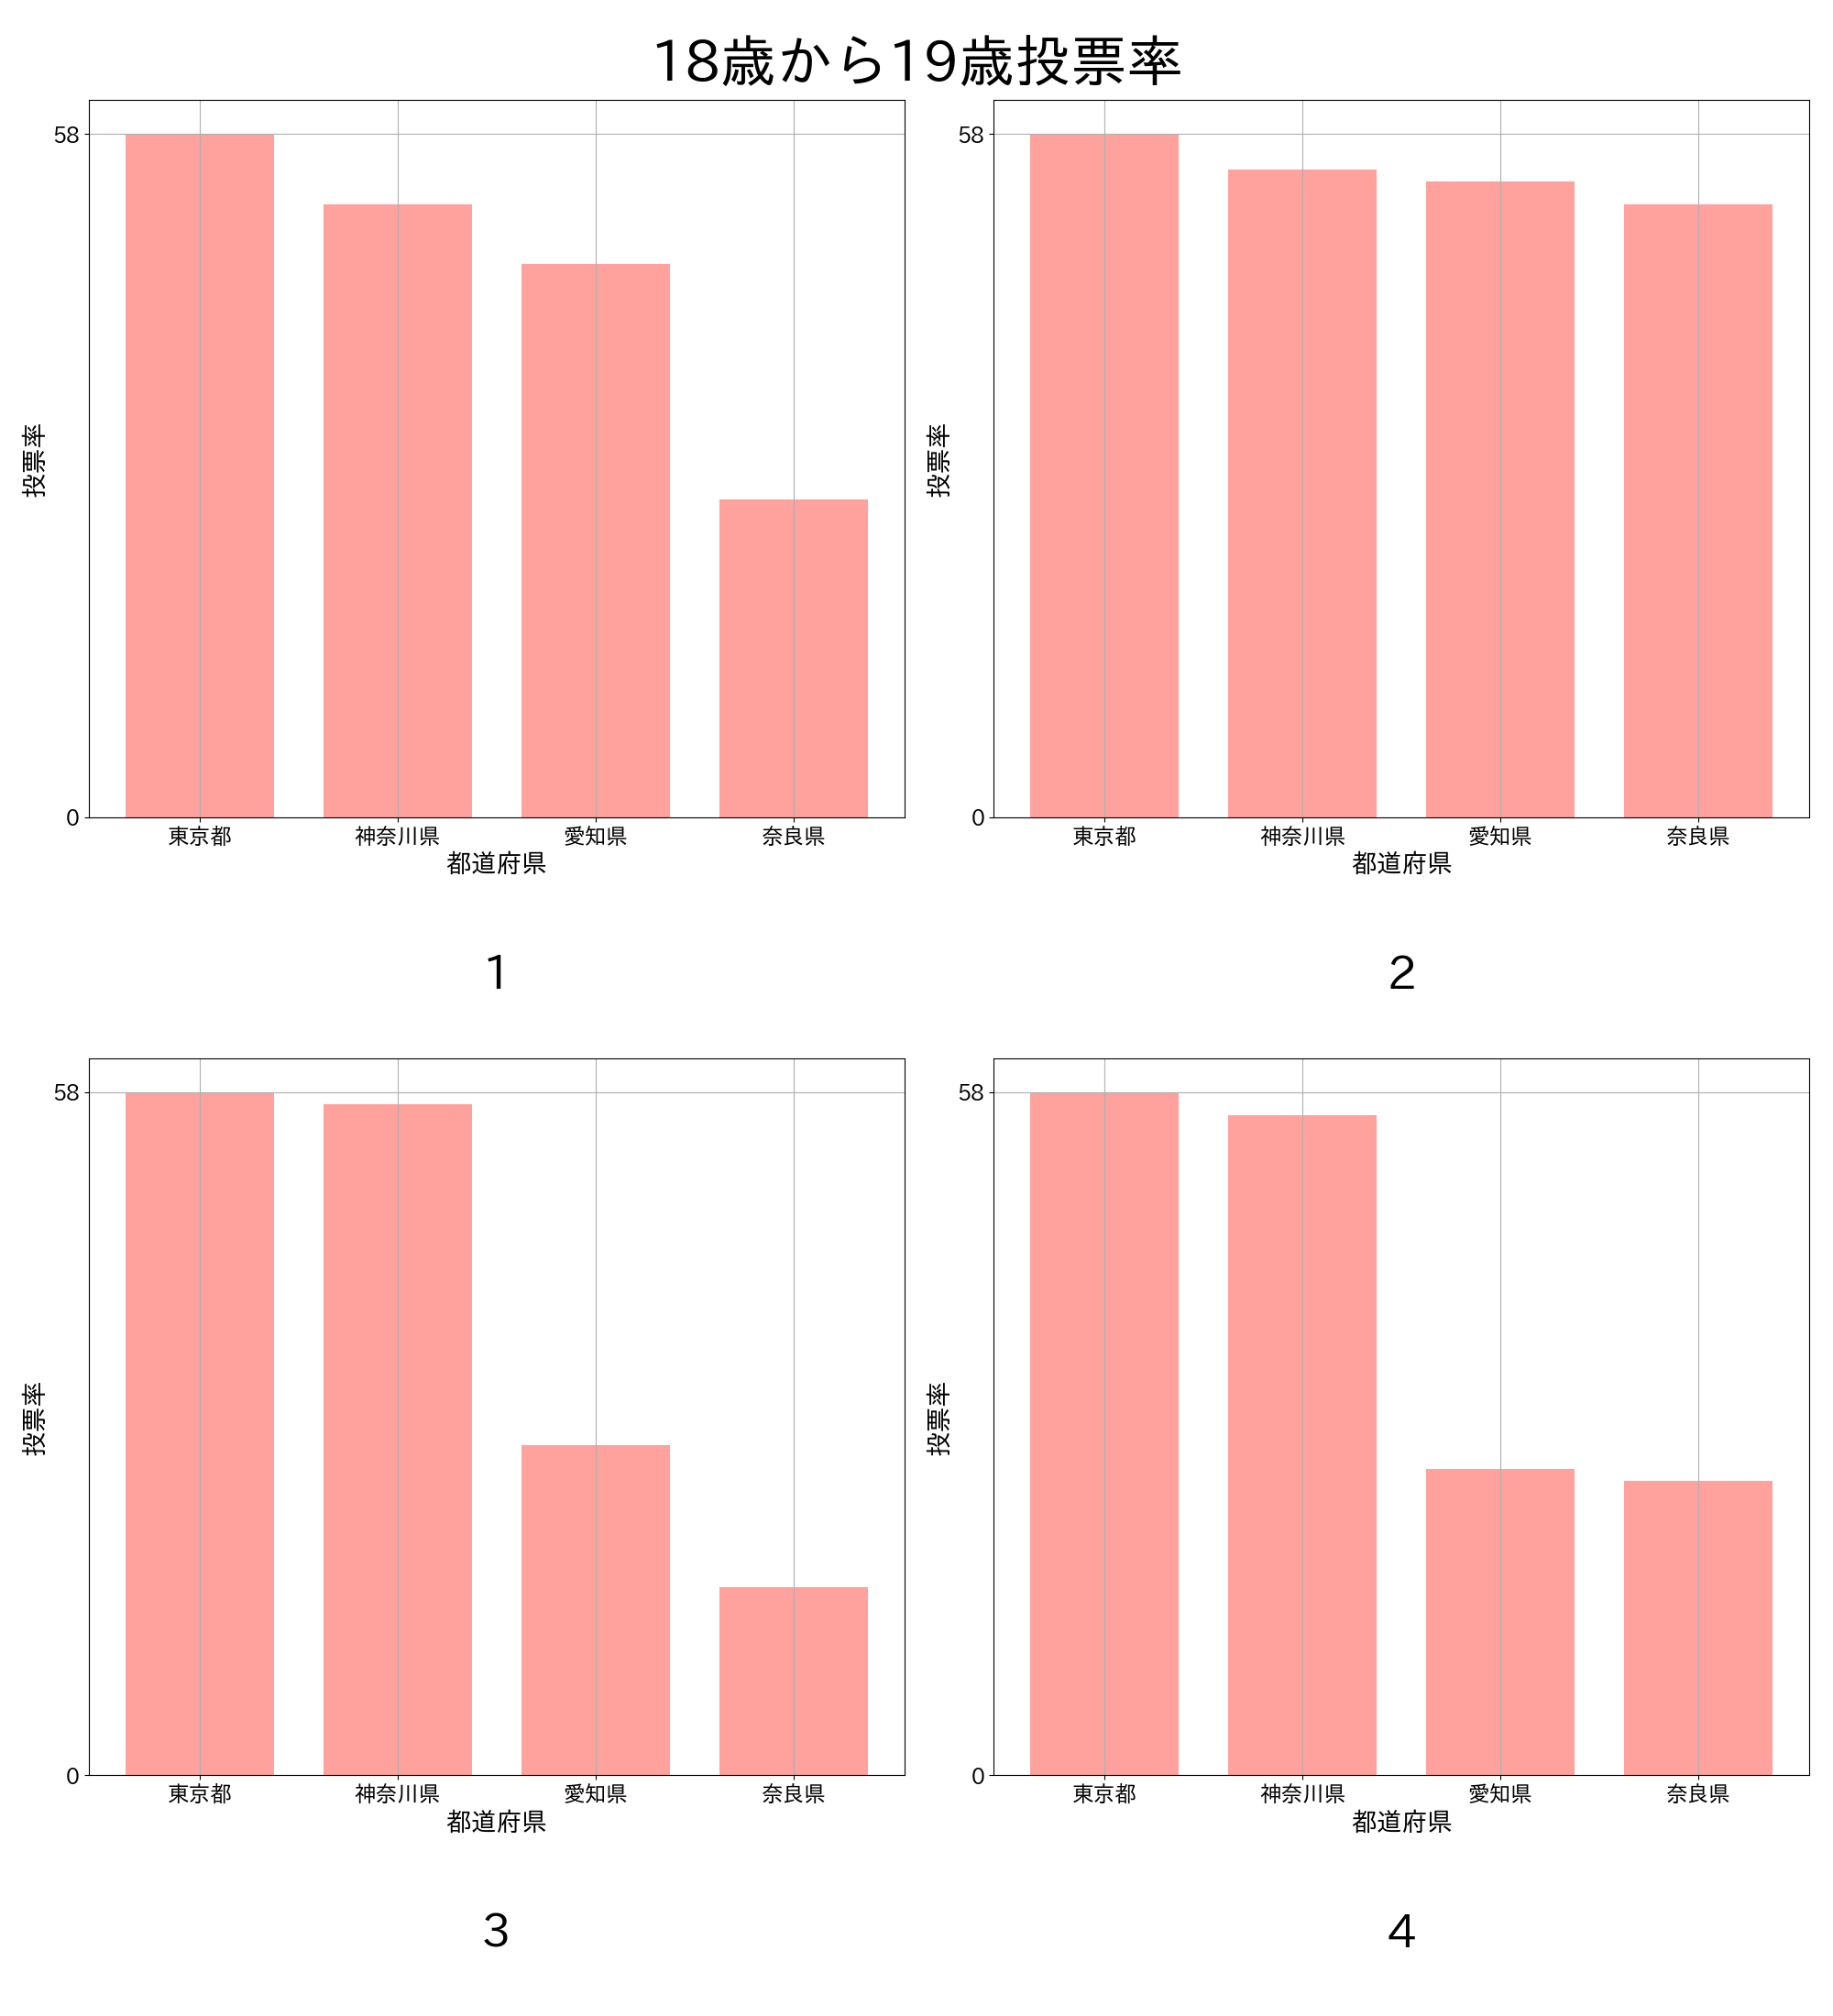 18歳から19歳投票率
58
0
投票率
東京都 神奈川県 愛知県 奈良県
都道府県
1
58
0
投票率
東京都 神奈川県 愛知県 奈良県
都道府県
2
58
0
投票率
東京都 神奈川県 愛知県 奈良県
都道府県
3
58
0
投票率
東京都 神奈川県 愛知県 奈良県
都道府県
4